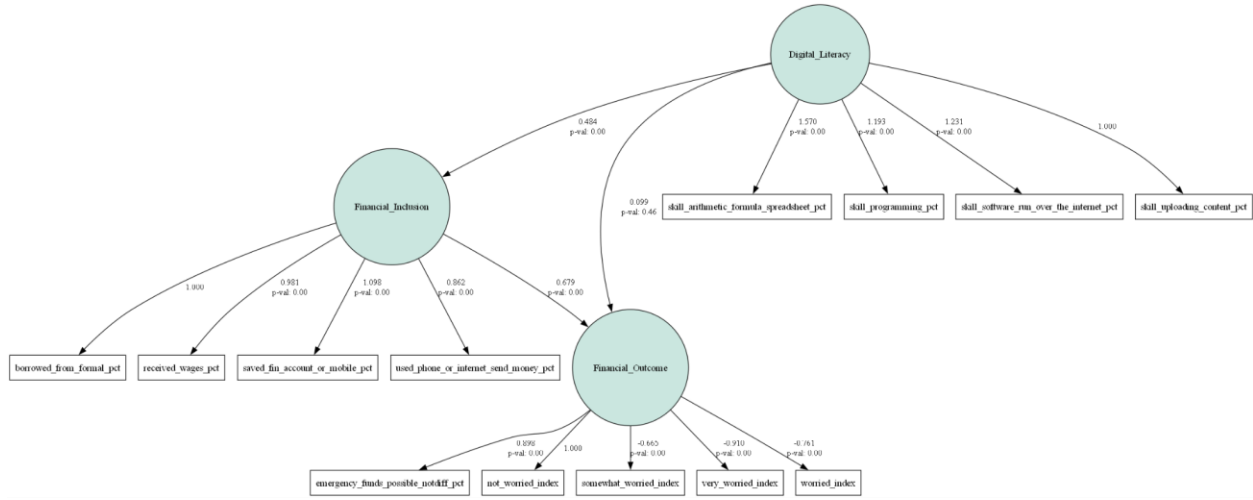 Digital_Literacy
0.484
p-val: 0.00
1.570
p-val: 0.00
1.193
p-val: 0.00
1.231
p-val: 0.00
1.000
Financial_Inclusion
0.099
p-val: 0.46
skill_arithmetic_formula_spreadsheet_pct
skill_programming_pct
skill_software_run_over_the_internet_pct
skill_uploading_content_pct
1.000
0.981
p-val: 0.00
1.098
p-val: 0.00
0.862
p-val: 0.00
0.679
p-val: 0.00
borrowed_from_formal_pct
received_wages_pct
saved_fin_account_or_mobile_pct
used_phone_or_internet_send_money_pct
Financial_Outcome
0.898
p-val: 0.00
1.000
-0.665
p-val: 0.00
-0.910
p-val: 0.00
-0.761
p-val: 0.00
emergency_funds_possible_notdiff_pct
not_worried_index
somewhat_worried_index
very_worried_index
worried_index